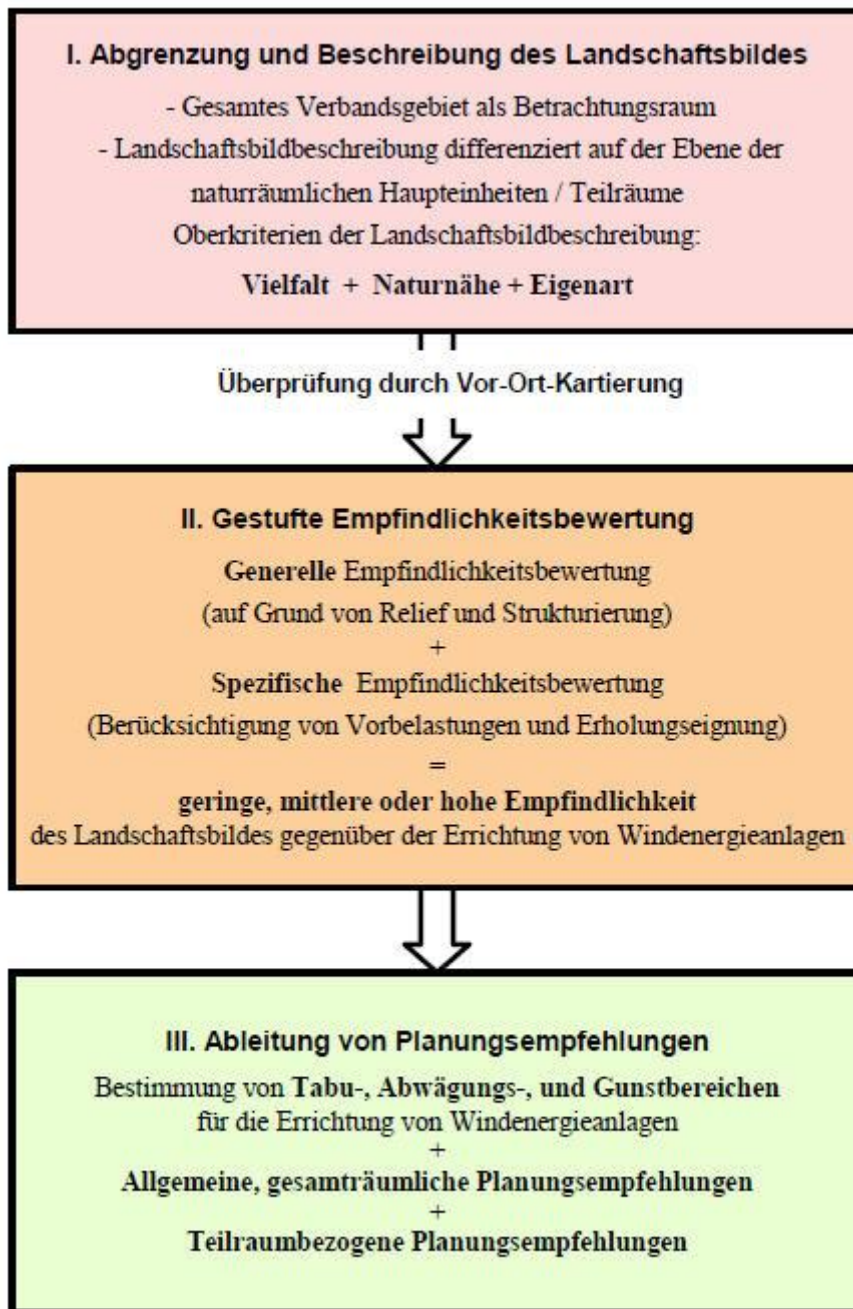 I. Abgrenzung und Beschreibung des Landschaftsbildes
- Gesamtes Verbandsgebiet als Betrachtungsraum
- Landschaftsbildbeschreibung differenziert auf der Ebene der
naturräumlichen Haupteinheiten / Teilräume
Oberkriterien der Landschaftsbildbeschreibung:
Vielfalt + Naturnähe + Eigenart
Überprüfung durch Vor-Ort-Kartierung
II. Gestufte Empfindlichkeitsbewertung
Generelle Empfindlichkeitsbewertung
(auf Grund von Relief und Strukturierung)
+
Spezifische Empfindlichkeitsbewertung
(Berücksichtigung von Vorbelastungen und Erholungseignung)
=
geringe, mittlere oder hohe Empfindlichkeit
des Landschaftsbildes gegenüber der Errichtung von Windenergieanlagen
III. Ableitung von Planungsempfehlungen
Bestimmung von Tabu-, Abwägungs-, und Gunstbereichen
für die Errichtung von Windenergieanlagen
+
Allgemeine, gesamträumliche Planungsempfehlungen
+
Teilraumbezogene Planungsempfehlungen